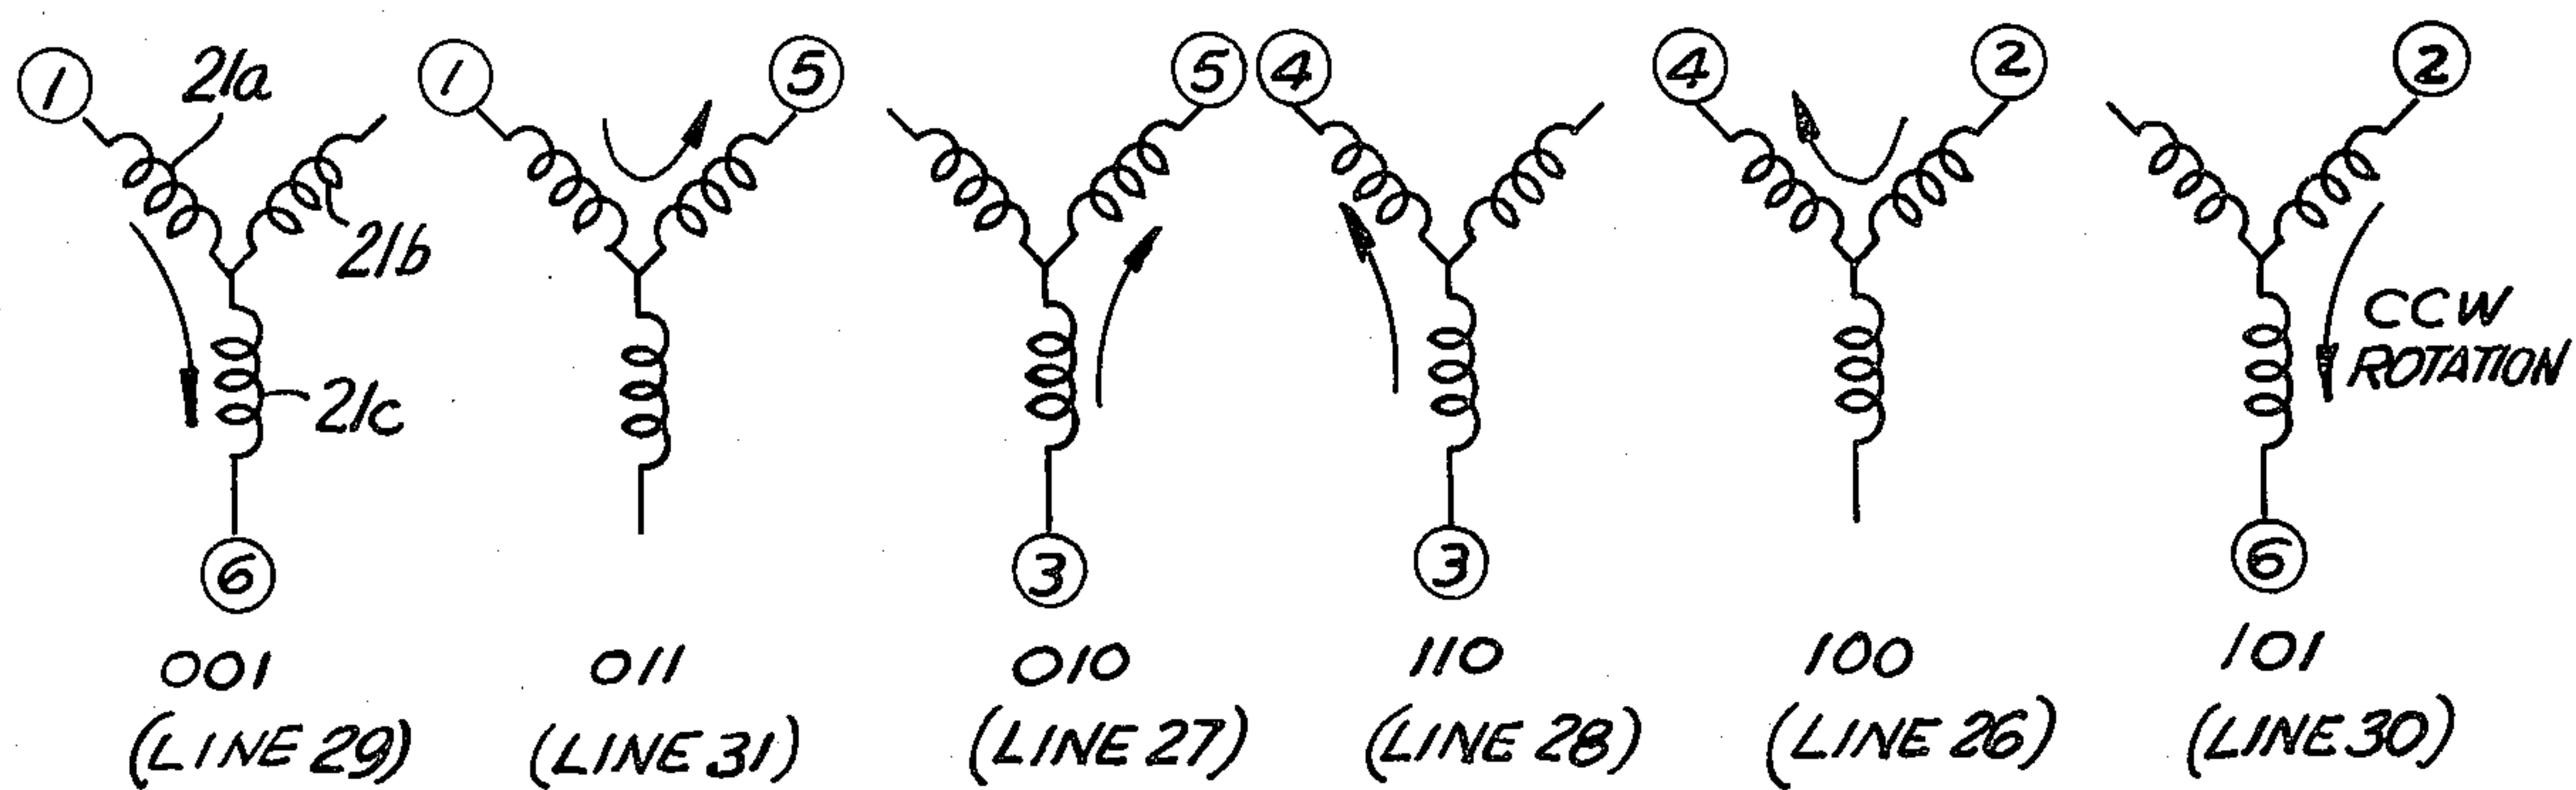 1 21a 1 5 5 4 4 2 2
21b
21c
CCW
ROTATION
6 3 3 6
001 011 010 110 100 101
(LINE 29) (LINE 31) (LINE 27) (LINE 28) (LINE 26) (LINE 30)